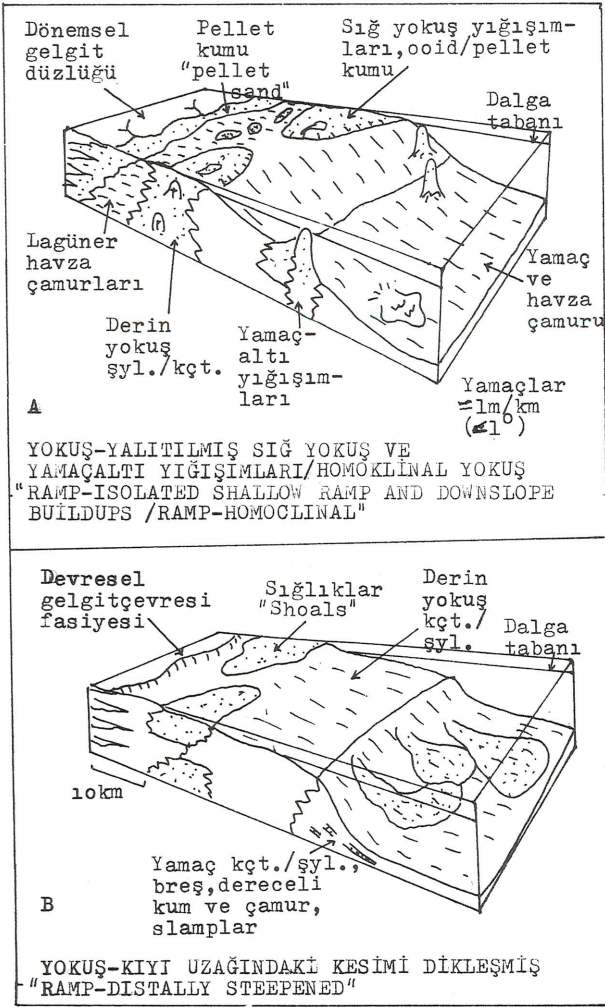 Dönemsel
gelgit
düzlüğü
Pellet
kumu
"pellet
sand"
Sığ yokuş yığışım-
ları,ooid/pellet
kumu
Dalga
tabanı
Lagüner
havza
çamurları
Derin
yokuş
şyl./kçt.
Yamaç-
altı
yığışım-
ları
Yamaç
ve
havza
çamuru
Yamaçlar
=1m/km
(<1°)
A
YOKUŞ-YALITILMIŞ SIĞ YOKUŞ VE
YAMAÇALTI YIĞIŞIMLARI/HOMOKLİNAL YOKUŞ
"RAMP-ISOLATED SHALLOW RAMP AND DOWNSLOPE
BUILDUPS /RAMP-HOMOCLINAL"
Devresel
gelgitçevresi
fasiyesi
Sığlıklar
"Shoals"
Derin
yokuş
kçt./
şyl.
Dalga
tabanı
10km
Yamaç kçt./şyl.,
breş,dereceli
kum ve çamur,
slamplar
B
YOKUŞ-KIYI UZAĞINDAKİ KESİMİ DİKLEŞMİŞ
"RAMP-DISTALLY STEEPENED"